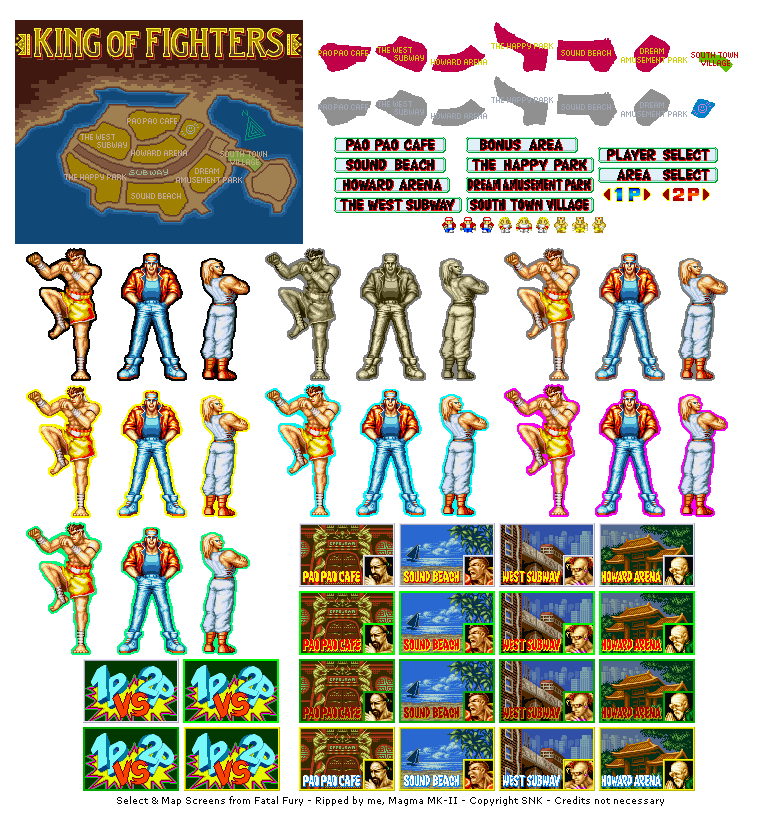 KING OF FIGHTERS
PAO PAO CAFE
THE WEST
SUBWAY
HOWARD ARENA
SOUTH TOWN
VILLAGE
SUBWAY
THE HAPPY PARK
DREAM
AMUSEMENT PARK
SOUND BEACH
N
PAO PAO CAFE
THE WEST
SUBWAY
HOWARD ARENA
THE HAPPY PARK
SOUND BEACH
DREAM
AMUSEMENT PARK
SOUTH TOWN
VILLAGE
PAO PAO CAFE
THE WEST
SUBWAY
HOWARD ARENA
THE HAPPY PARK
SOUND BEACH
DREAM
AMUSEMENT PARK
PAO PAO CAFE
BONUS AREA
PLAYER SELECT
SOUND BEACH
THE HAPPY PARK
AREA SELECT
HOWARD ARENA
DREAM AMUSEMENT PARK
1P
2P
THE WEST SUBWAY
SOUTH TOWN VILLAGE
PAO PAO CAFE
SOUND BEACH
WEST SUBWAY
HOWARD ARENA
PAO PAO CAFE
SOUND BEACH
WEST SUBWAY
HOWARD ARENA
1P VS 2P
1P VS 2P
PAO PAO CAFE
SOUND BEACH
WEST SUBWAY
HOWARD ARENA
1P VS 2P
1P VS 2P
PAO PAO CAFE
SOUND BEACH
WEST SUBWAY
HOWARD ARENA
Select & Map Screens from Fatal Fury - Ripped by me, Magma MK-II - Copyright SNK - Credits not necessary